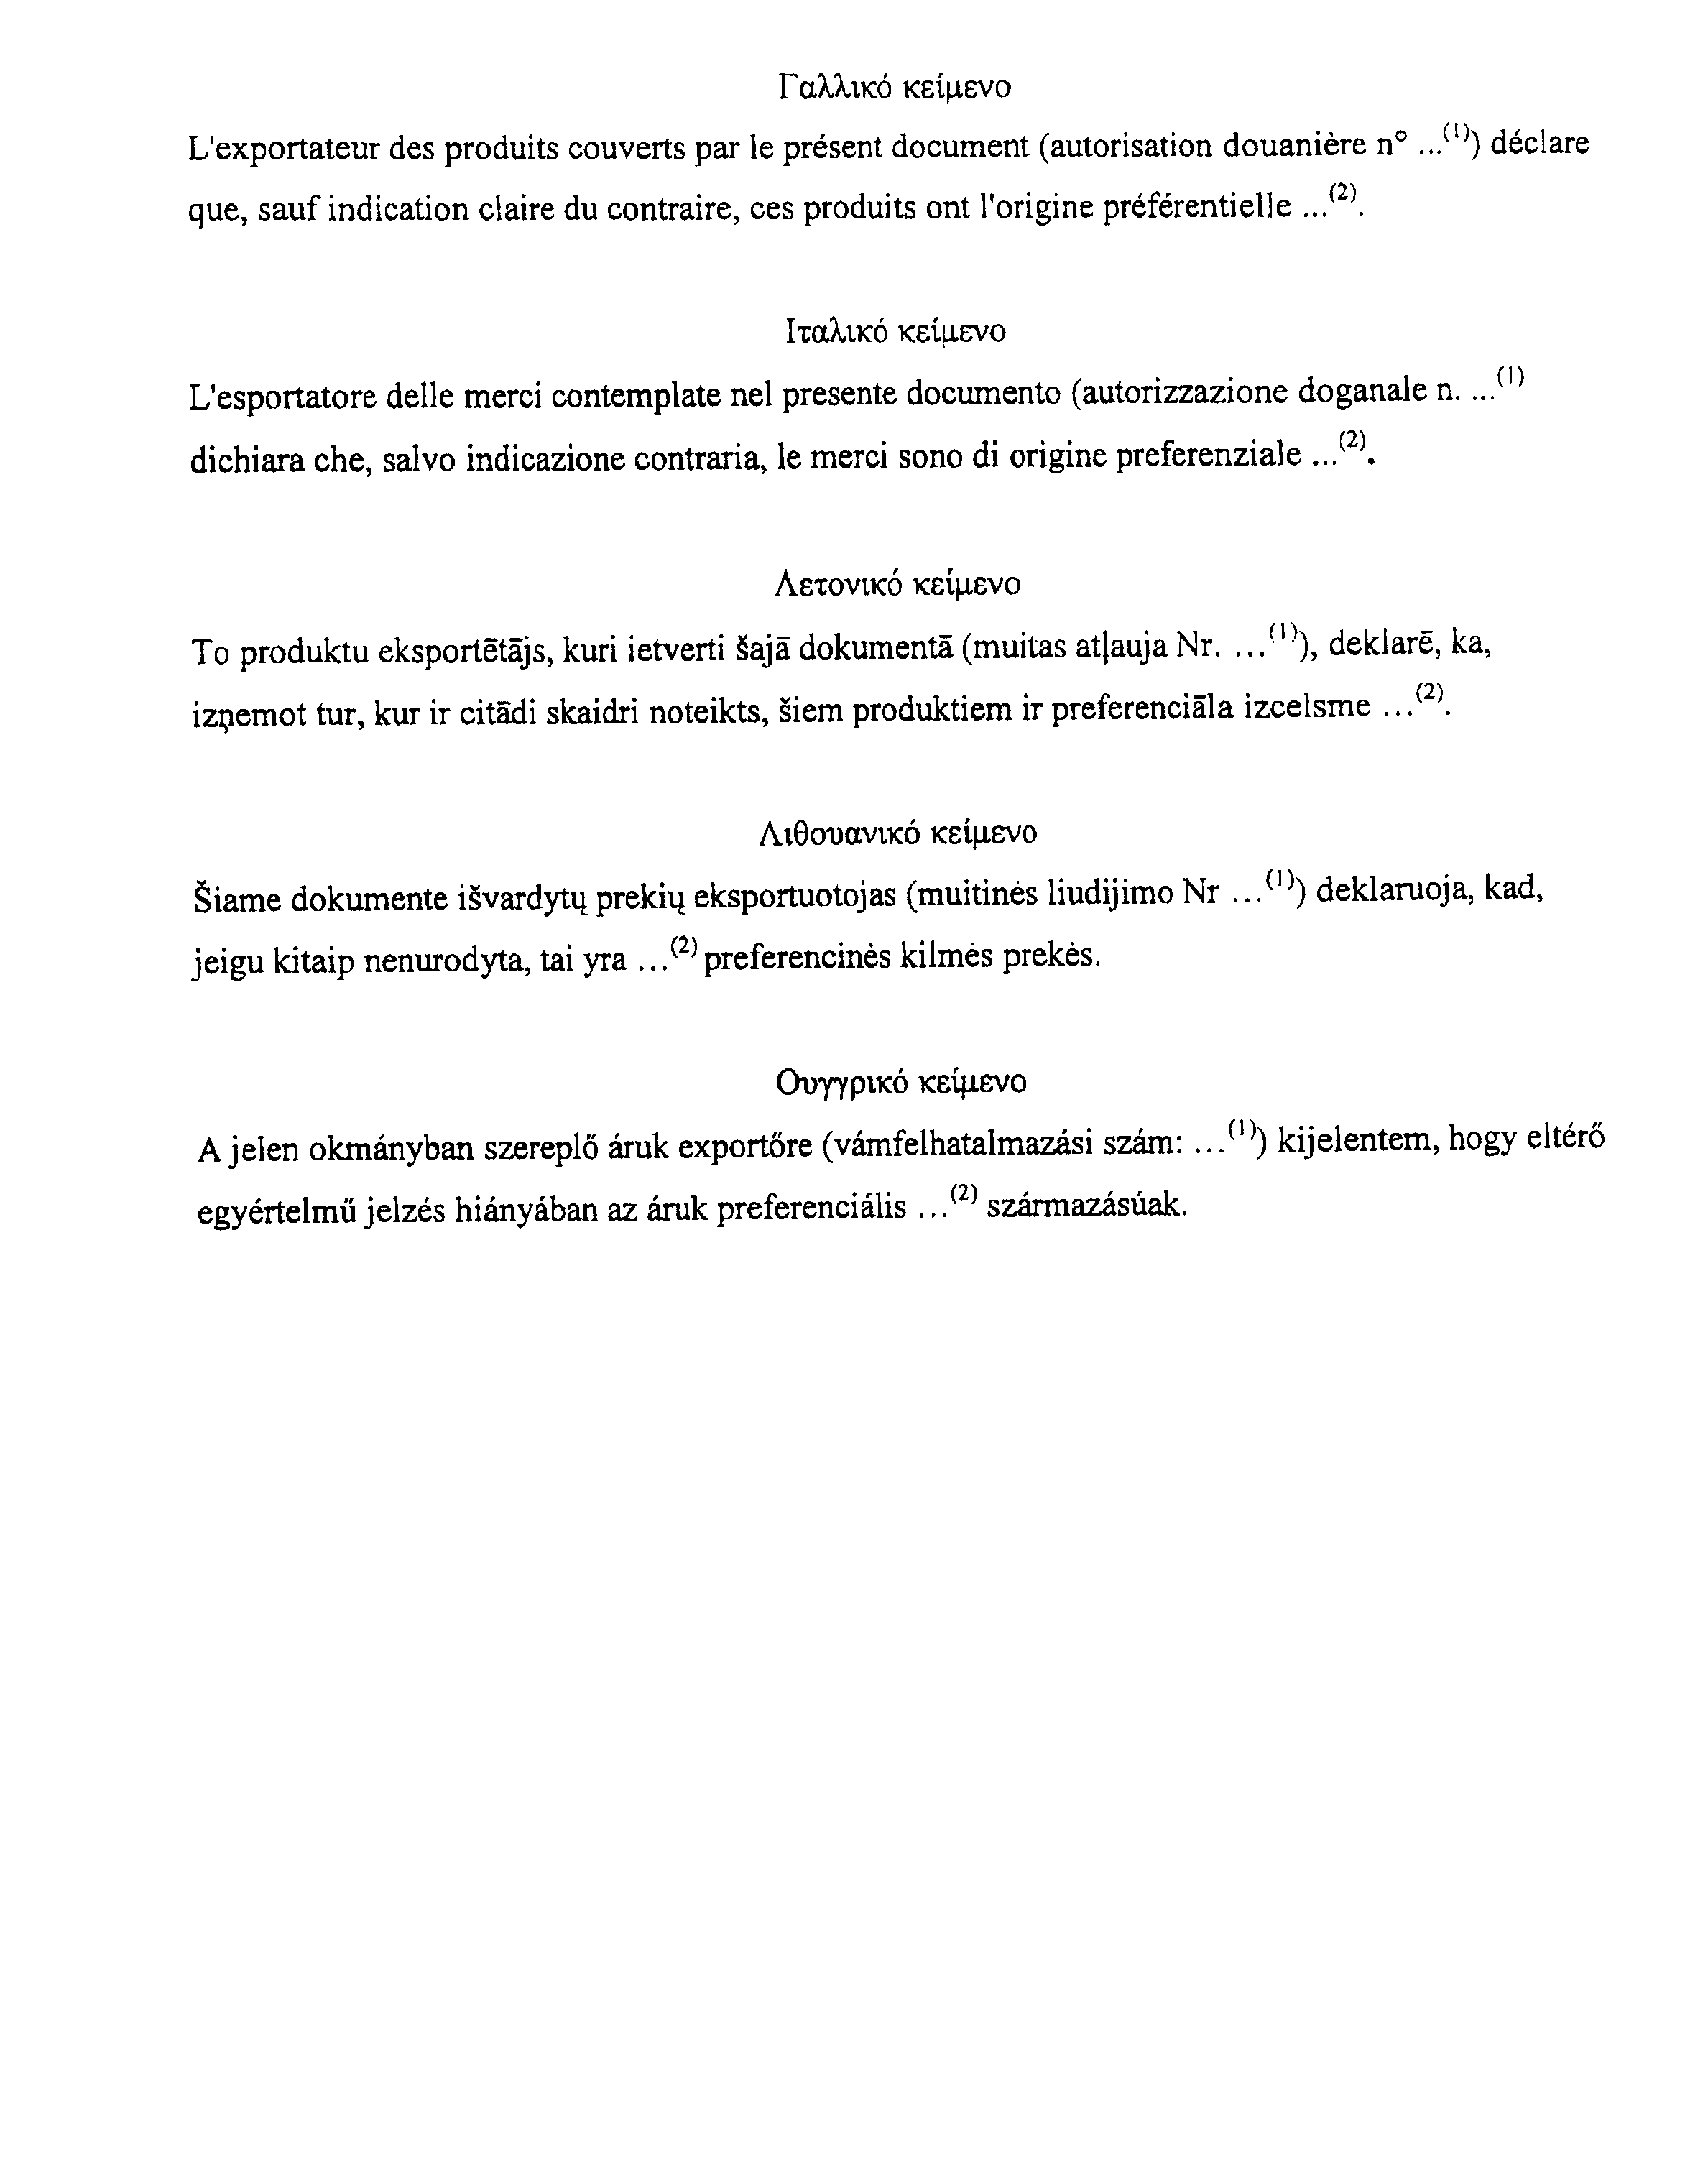 Γαλλικό κείμενο
L'exportateur des produits couverts par le présent document (autorisation douanière n° ...(1)) déclare
que, sauf indication claire du contraire, ces produits ont l'origine préférentielle ...(2).
Ιταλικό κείμενο
L'esportatore delle merci contemplate nel presente documento (autorizzazione doganale n. ...(1)
dichiara che, salvo indicazione contraria, le merci sono di origine preferenziale ...(2).
Λετονικό κείμενο
To produktu eksportētājs, kuri ietverti šajā dokumentā (muitas atļauja Nr. ...(1)), deklarē, ka,
izņemot tur, kur ir citādi skaidri noteikts, šiem produktiem ir preferenciāla izcelsme ...(2).
Λιθουανικό κείμενο
Šiame dokumente išvardytų prekių eksportuotojas (muitinės liudijimo Nr ...(1)) deklaruoja, kad,
jeigu kitaip nenurodyta, tai yra ...(2) preferencinės kilmės prekės.
Ουγγρικό κείμενο
A jelen okmányban szereplő áruk exportőre (vámfelhatalmazási szám: ...(1)) kijelentem, hogy eltérő
egyértelmű jelzés hiányában az áruk preferenciális ...(2) származásúak.